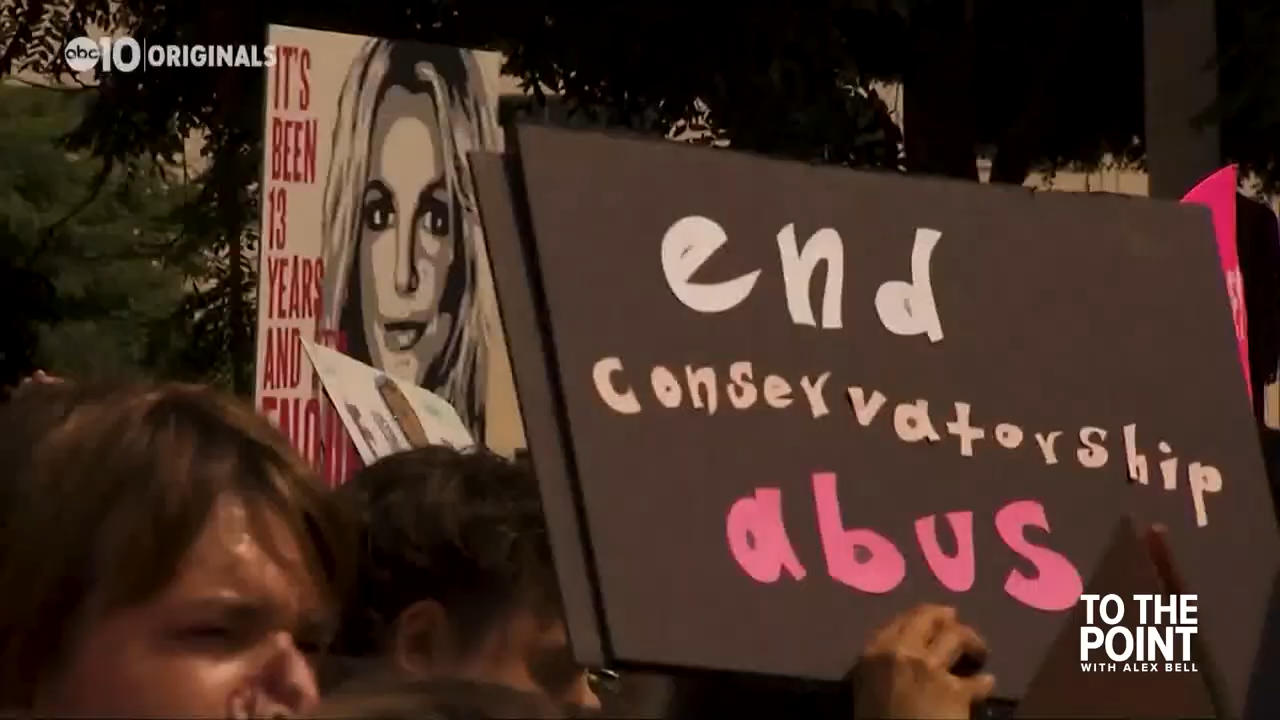 abc10 ORIGINALS
IT'S
BEEN
13
YEARS
AND
end
conservatorship
abus
TO THE
POINT
WITH ALEX BELL